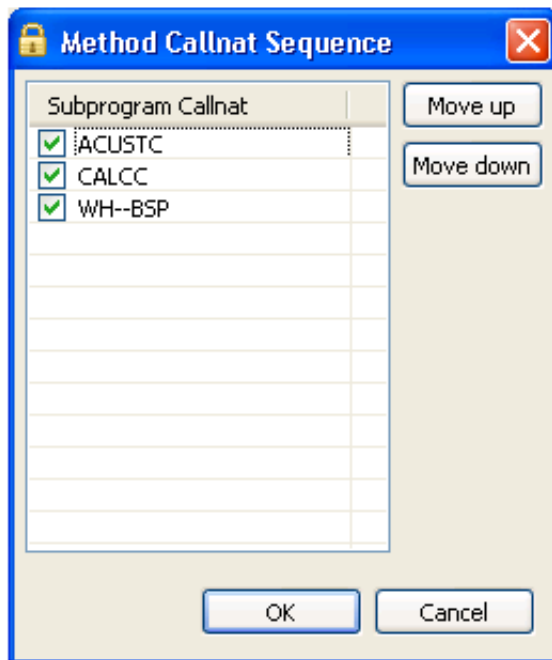 Method Callnat Sequence
Subprogram Callnat
Move up
ACUSTC
Move down
CALCC
WH--BSP
OK
Cancel